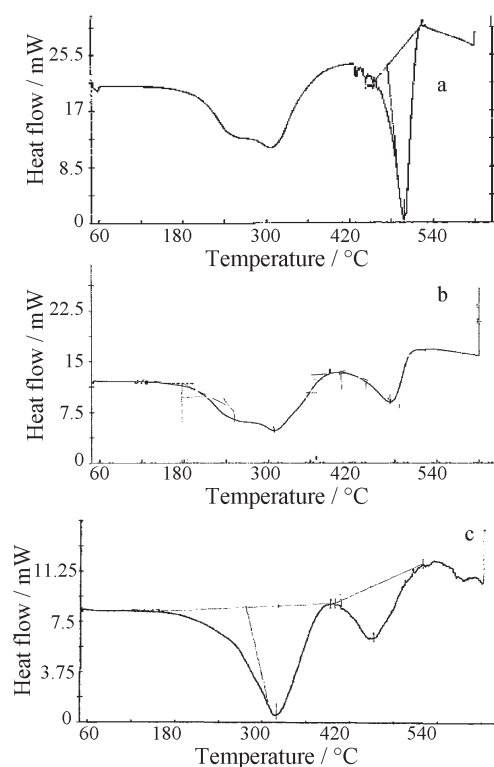 25.5
a
17
8.5
0
Heat flow / mW
60 180 300 420 540
Temperature / °C
b
22.5
15
7.5
0
Heat flow / mW
60 180 300 420 540
Temperature / °C
c
11.25
7.5
3.75
0
Heat flow / mW
60 180 300 420 540
Temperature / °C